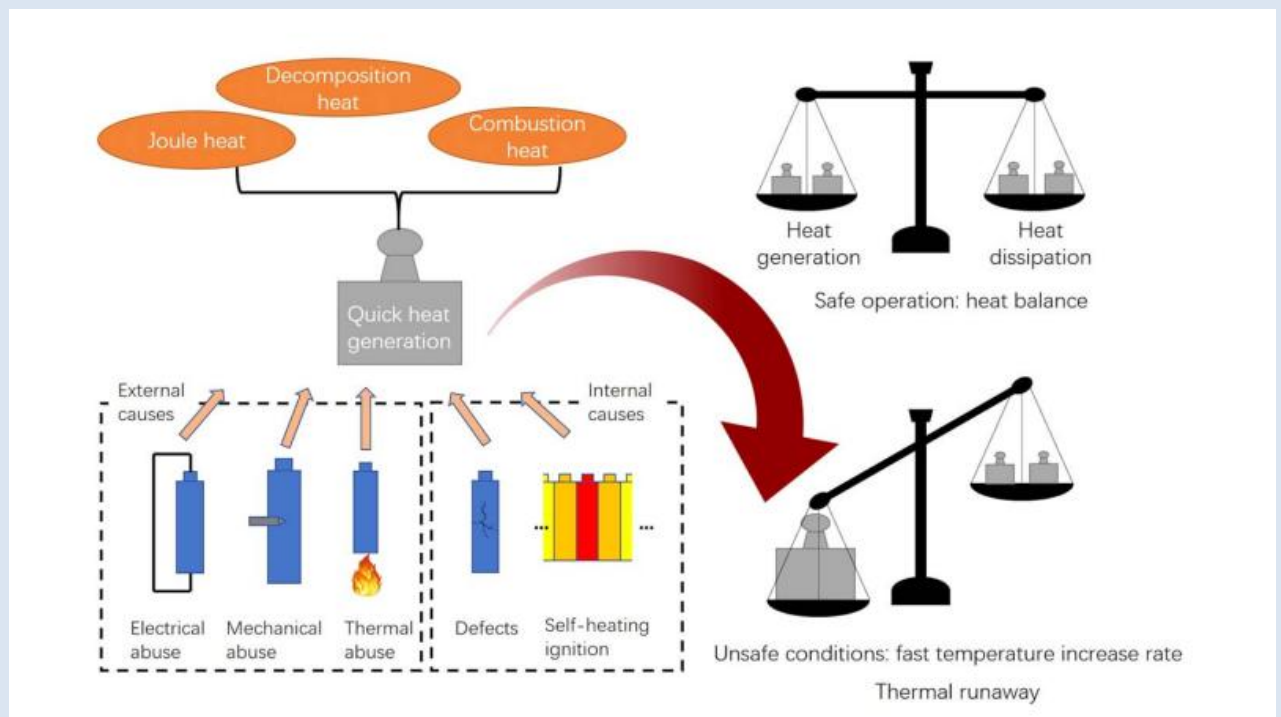 Decomposition
heat
Joule heat
Combustion
heat
Quick heat
generation
External
causes
Internal
causes
...
...
Electrical
abuse
Mechanical
abuse
Thermal
abuse
Defects
Self-heating
ignition
Heat
generation
Heat
dissipation
Safe operation: heat balance
Unsafe conditions: fast temperature increase rate
Thermal runaway